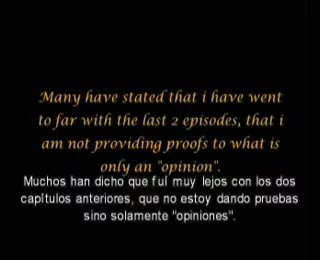 Many have stated that i have went
to far with the last 2 episodes, that i
am not providing proofs to what is
only an "opinion".
Muchos han dicho que fuí muy lejos con los dos
capítulos anteriores, que no estoy dando pruebas
sino solamente "opiniones".